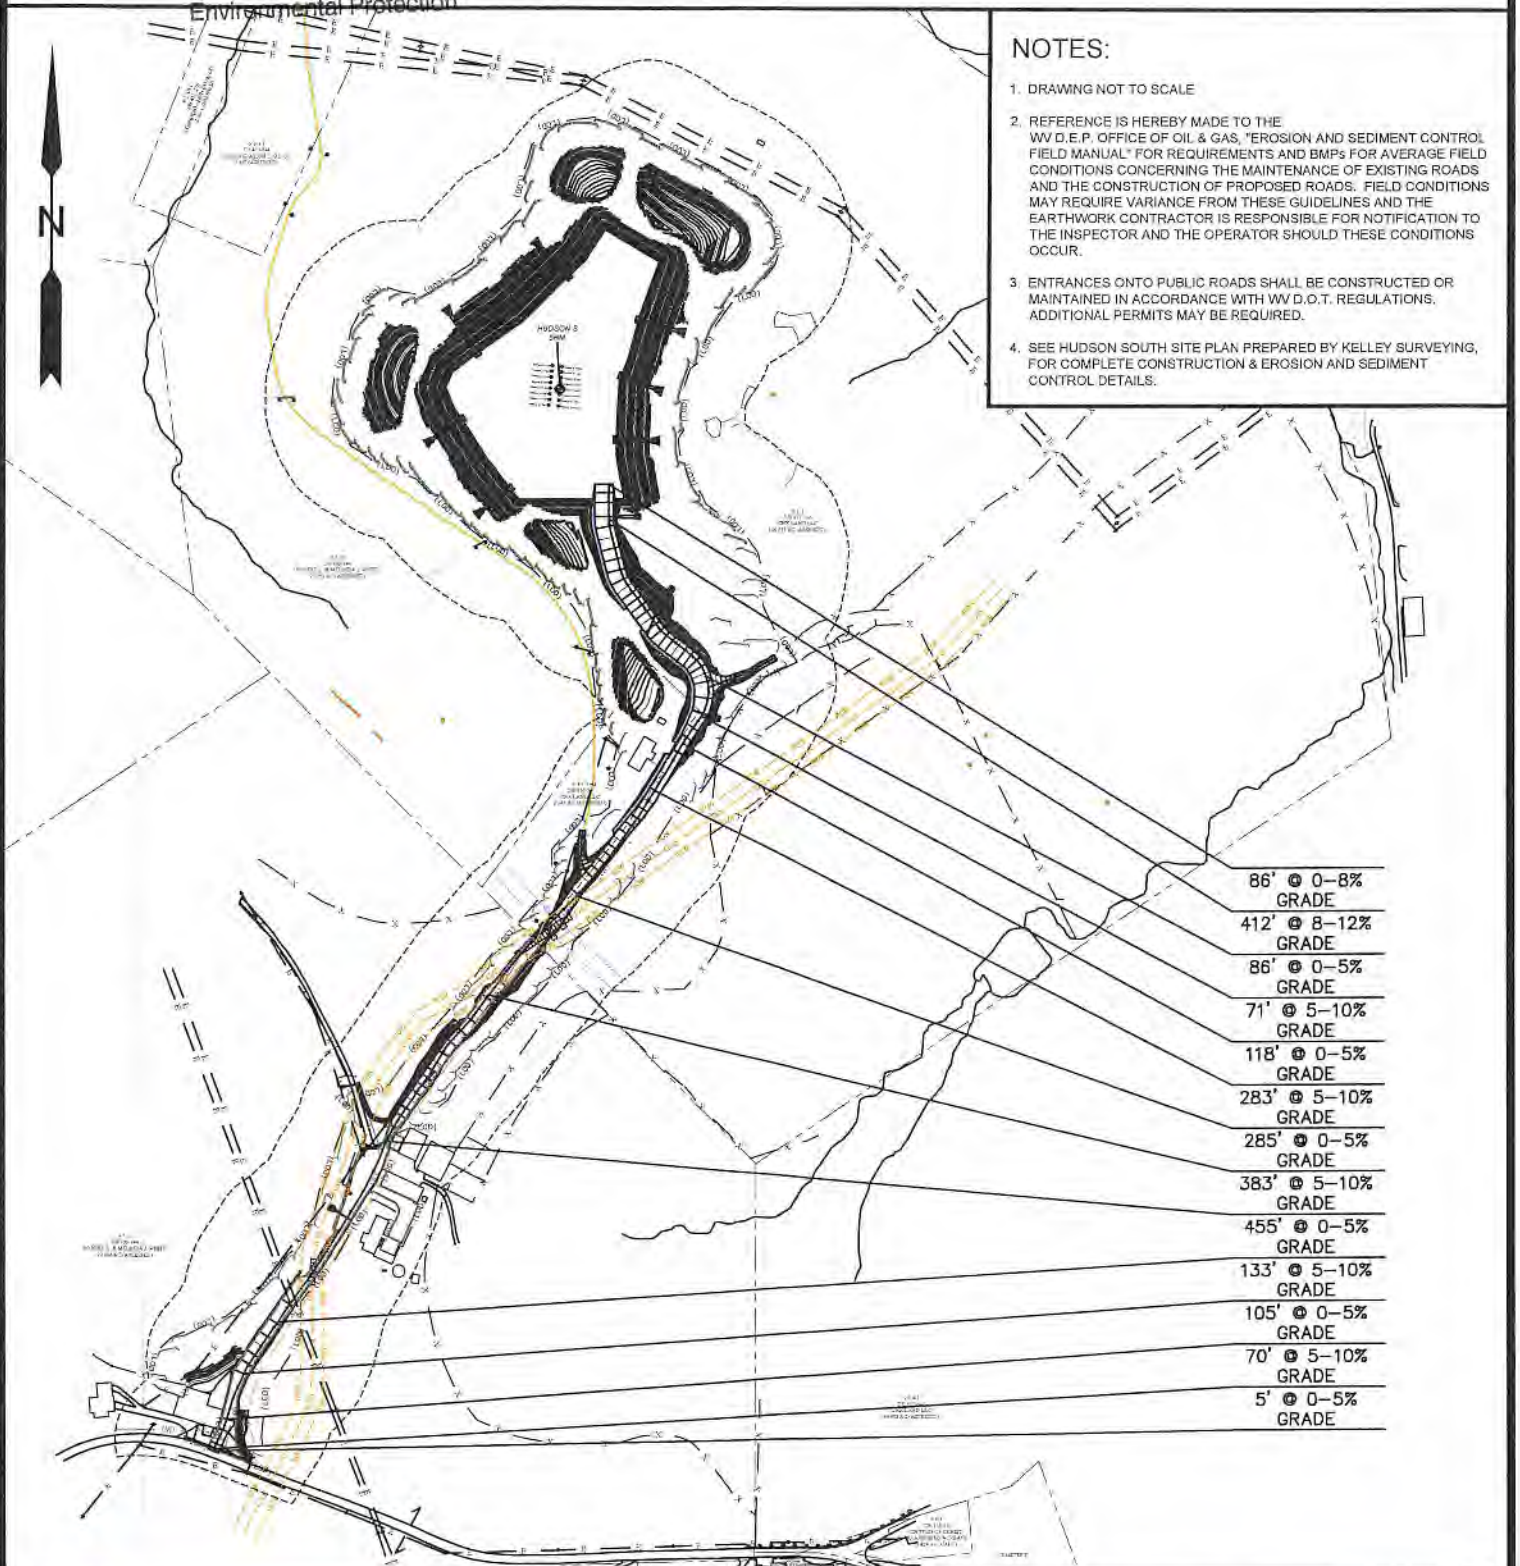 Environmental Protection
NOTES:
1. DRAWING NOT TO SCALE
2. REFERENCE IS HEREBY MADE TO THE
WV D.E.P. OFFICE OF OIL & GAS, "EROSION AND SEDIMENT CONTROL
FIELD MANUAL" FOR REQUIREMENTS AND BMPs FOR AVERAGE FIELD
CONDITIONS CONCERNING THE MAINTENANCE OF EXISTING ROADS
AND THE CONSTRUCTION OF PROPOSED ROADS. FIELD CONDITIONS
MAY REQUIRE VARIANCE FROM THESE GUIDELINES AND THE
EARTHWORK CONTRACTOR IS RESPONSIBLE FOR NOTIFICATION TO
THE INSPECTOR AND THE OPERATOR SHOULD THESE CONDITIONS
OCCUR.
3. ENTRANCES ONTO PUBLIC ROADS SHALL BE CONSTRUCTED OR
MAINTAINED IN ACCORDANCE WITH WV D.O.T. REGULATIONS.
ADDITIONAL PERMITS MAY BE REQUIRED.
4. SEE HUDSON SOUTH SITE PLAN PREPARED BY KELLEY SURVEYING,
FOR COMPLETE CONSTRUCTION & EROSION AND SEDIMENT
CONTROL DETAILS.
N
HUDSON S
5HM
86' @ 0-8%
GRADE
412' @ 8-12%
GRADE
86' @ 0-5%
GRADE
71' @ 5-10%
GRADE
118' @ 0-5%
GRADE
283' @ 5-10%
GRADE
285' @ 0-5%
GRADE
383' @ 5-10%
GRADE
455' @ 0-5%
GRADE
133' @ 5-10%
GRADE
105' @ 0-5%
GRADE
70' @ 5-10%
GRADE
5' @ 0-5%
GRADE